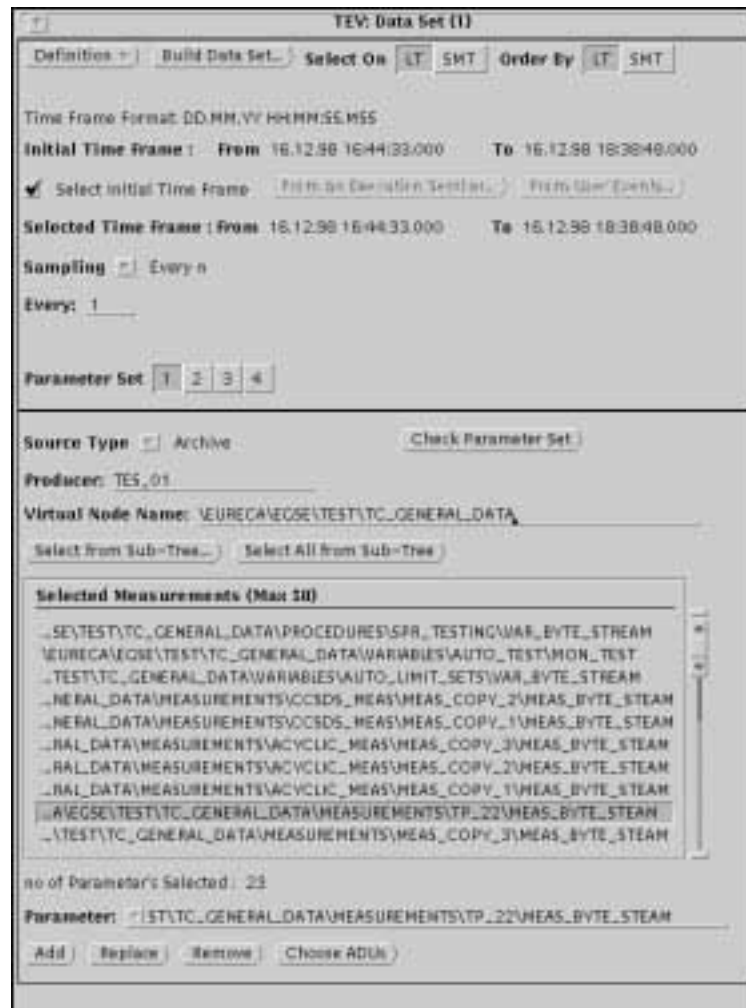 TEV: Data Set (1)
Definition Build Data Set... Select On LT SMT Order By LT SMT
Time Frame Format: DD.MM.YY HH:MM:SS.MSS
Initial Time Frame: From 16.12.98 16:44:33.000 To 16.12.98 18:38:48.000
Select Initial Time Frame From an Execution Session... From User Events...
Selected Time Frame: From 16.12.98 16:44:33.000 To 16.12.98 18:38:48.000
Sampling Every n
Every: 1
Parameter Set 1 2 3 4
Source Type Archive Check Parameter Set
Producer: TES_01
Virtual Node Name: \EURECA\EGSE\TEST\TC_GENERAL_DATA
Select from Sub-Tree... Select All from Sub-Tree
Selected Measurements (Max 38)
...SE\TEST\TC_GENERAL_DATA\PROCEDURES\SPR_TESTING\VAR_BYTE_STREAM
\EURECA\EGSE\TEST\TC_GENERAL_DATA\VARIABLES\AUTO_TEST\MON_TEST
...TEST\TC_GENERAL_DATA\VARIABLES\AUTO_LIMIT_SETS\VAR_BYTE_STREAM
...NERAL_DATA\MEASUREMENTS\CCSDS_MEAS\MEAS_COPY_2\MEAS_BYTE_STEAM
...NERAL_DATA\MEASUREMENTS\CCSDS_MEAS\MEAS_COPY_1\MEAS_BYTE_STEAM
...RAL_DATA\MEASUREMENTS\ACYCLIC_MEAS\MEAS_COPY_3\MEAS_BYTE_STEAM
...RAL_DATA\MEASUREMENTS\ACYCLIC_MEAS\MEAS_COPY_2\MEAS_BYTE_STEAM
...RAL_DATA\MEASUREMENTS\ACYCLIC_MEAS\MEAS_COPY_1\MEAS_BYTE_STEAM
...A\EGSE\TEST\TC_GENERAL_DATA\MEASUREMENTS\TP_22\MEAS_BYTE_STEAM
...\TEST\TC_GENERAL_DATA\MEASUREMENTS\MEAS_COPY_3\MEAS_BYTE_STEAM
no of Parameter's Selected: 23
Parameter: ST\TC_GENERAL_DATA\MEASUREMENTS\TP_22\MEAS_BYTE_STEAM
Add Replace Remove Choose ADUs